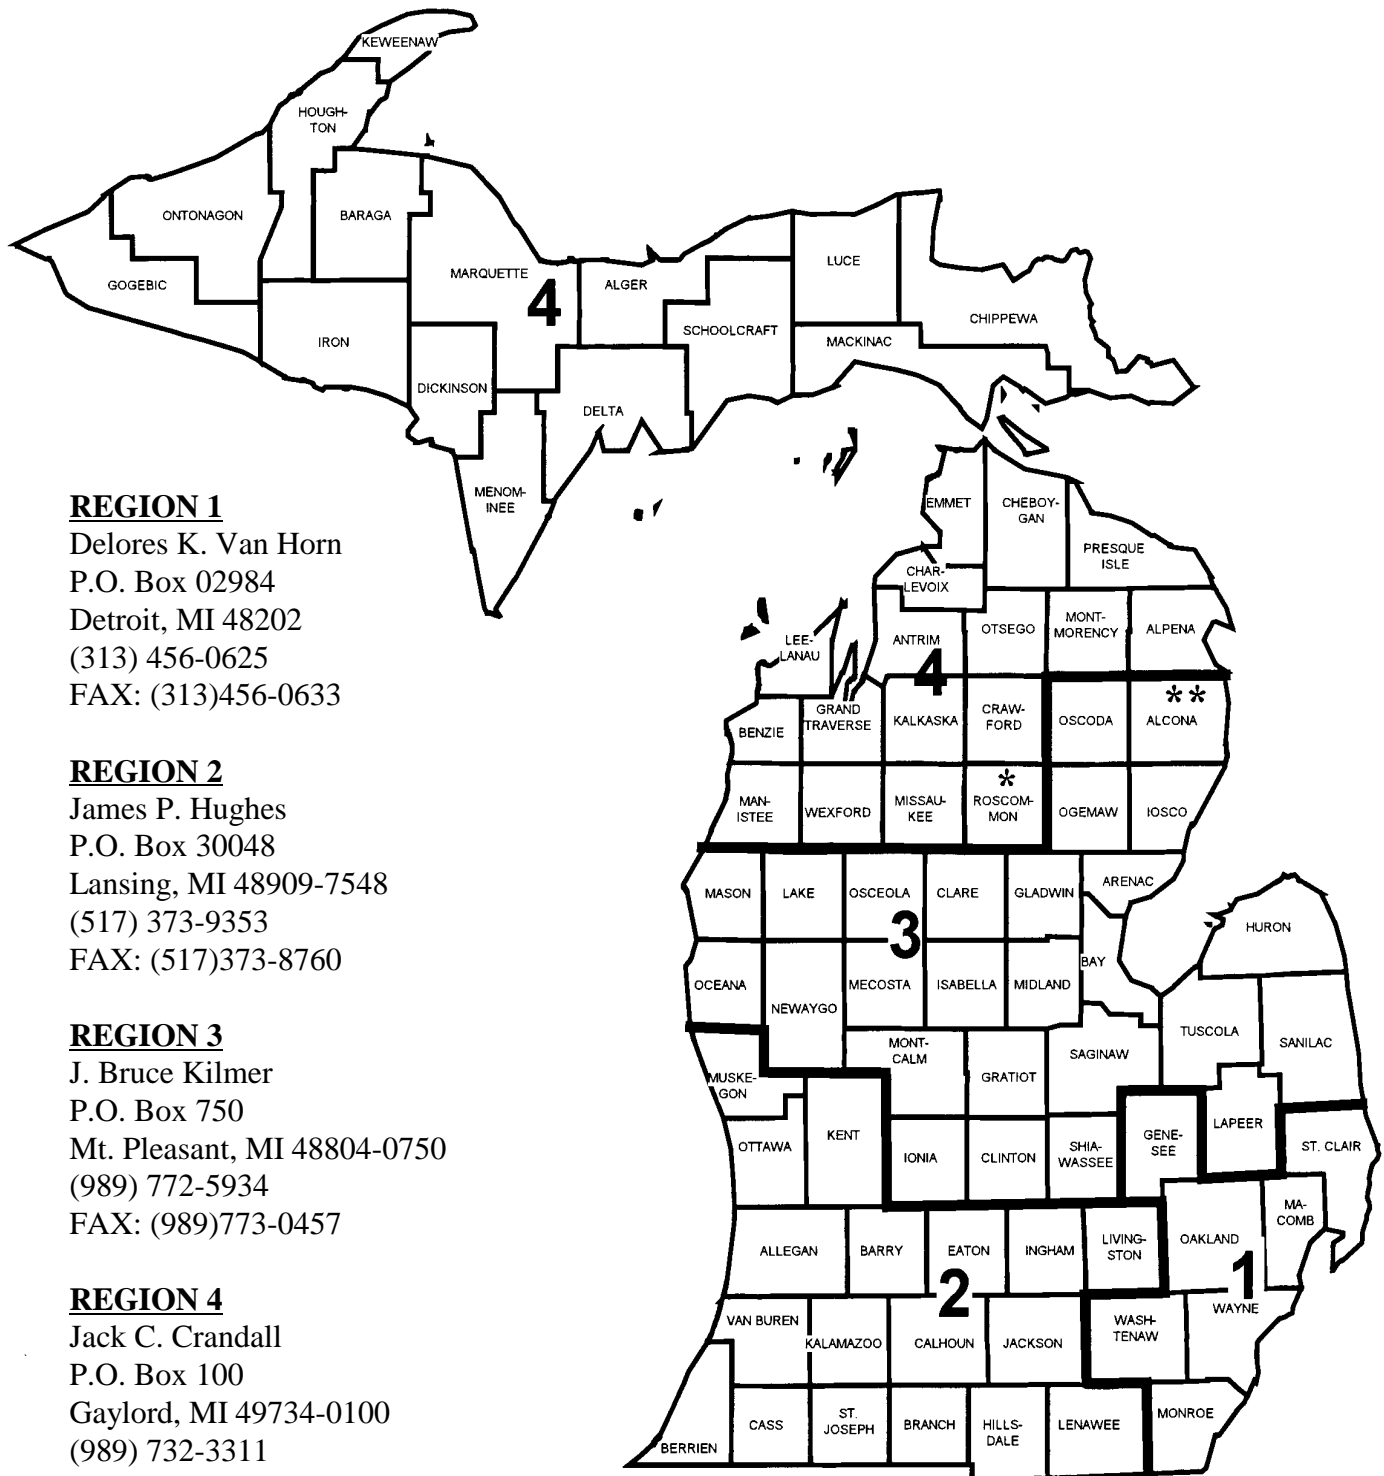 KEWEENAW
HOUGH-
TON
ONTONAGON
BARAGA
GOGEBIC
MARQUETTE
4
ALGER
LUCE
IRON
SCHOOLCRAFT
MACKINAC
CHIPPEWA
DICKINSON
DELTA
MENOM-
INEE
REGION 1
Delores K. Van Horn
P.O. Box 02984
Detroit, MI 48202
(313) 456-0625
FAX: (313)456-0633
REGION 2
James P. Hughes
P.O. Box 30048
Lansing, MI 48909-7548
(517) 373-9353
FAX: (517)373-8760
REGION 3
J. Bruce Kilmer
P.O. Box 750
Mt. Pleasant, MI 48804-0750
(989) 772-5934
FAX: (989)773-0457
REGION 4
Jack C. Crandall
P.O. Box 100
Gaylord, MI 49734-0100
(989) 732-3311
EMMET
CHEBOY-
GAN
PRESQUE
ISLE
CHAR-
LEVOIX
LEE-
LANAU
ANTRIM
4
OTSEGO
MONT-
MORENCY
ALPENA
BENZIE
GRAND
TRAVERSE
KALKASKA
CRAW-
FORD
OSCODA
**
ALCONA
MAN-
ISTEE
WEXFORD
MISSAU-
KEE
*
ROSCOM-
MON
OGEMAW
IOSCO
MASON
LAKE
OSCEOLA
CLARE
GLADWIN
ARENAC
3
HURON
OCEANA
NEWAYGO
MECOSTA
ISABELLA
MIDLAND
BAY
TUSCOLA
SANILAC
MUSKE-
GON
MONT-
CALM
GRATIOT
SAGINAW
OTTAWA
KENT
IONIA
CLINTON
SHIA-
WASSEE
GENE-
SEE
LAPEER
ST. CLAIR
ALLEGAN
BARRY
EATON
INGHAM
LIVING-
STON
OAKLAND
MA-
COMB
2
1
VAN BUREN
KALAMAZOO
CALHOUN
JACKSON
WASH-
TENAW
WAYNE
BERRIEN
CASS
ST.
JOSEPH
BRANCH
HILLS-
DALE
LENAWEE
MONROE